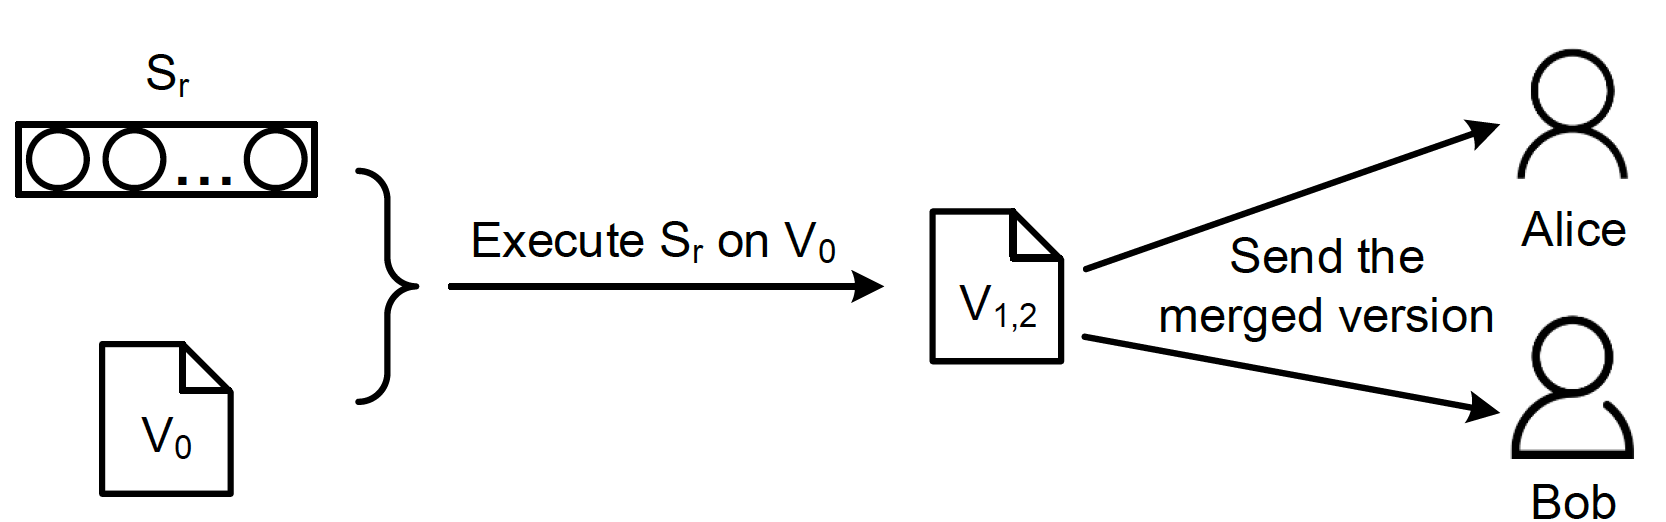 Sr
...
V0
Execute Sr on V0
V1,2
Send the
merged version
Alice
Bob